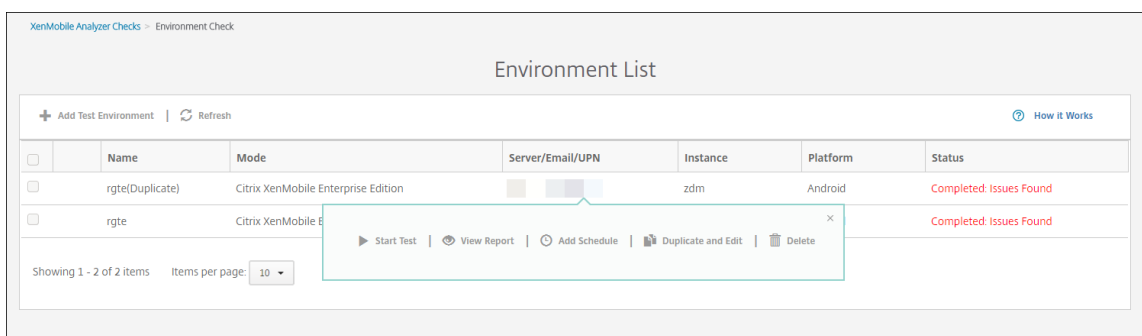 XenMobile Analyzer Checks > Environment Check
Environment List
Add Test Environment | Refresh How it Works
Name Mode Server/Email/UPN Instance Platform Status
rgte(Duplicate) Citrix XenMobile Enterprise Edition zdm Android Completed: Issues Found
rgte Citrix XenMobile Completed: Issues Found
Start Test | View Report | Add Schedule | Duplicate and Edit | Delete
Showing 1 - 2 of 2 items Items per page: 10